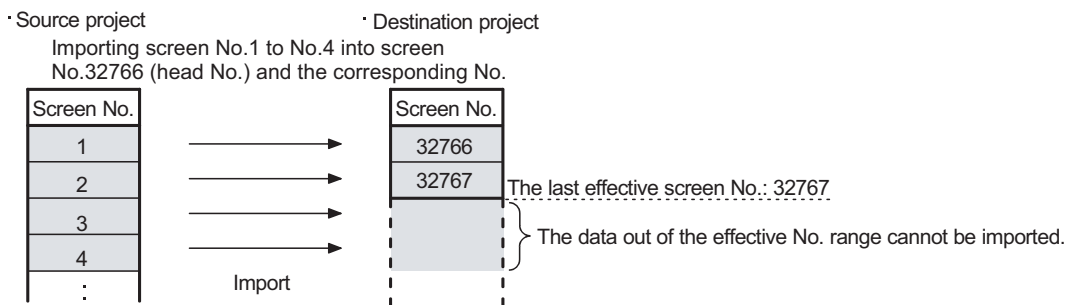 · Source project
· Destination project
Importing screen No.1 to No.4 into screen
No.32766 (head No.) and the corresponding No.
Screen No.
Screen No.
1
32766
2
32767
The last effective screen No.: 32767
3
4
The data out of the effective No. range cannot be imported.
Import
: